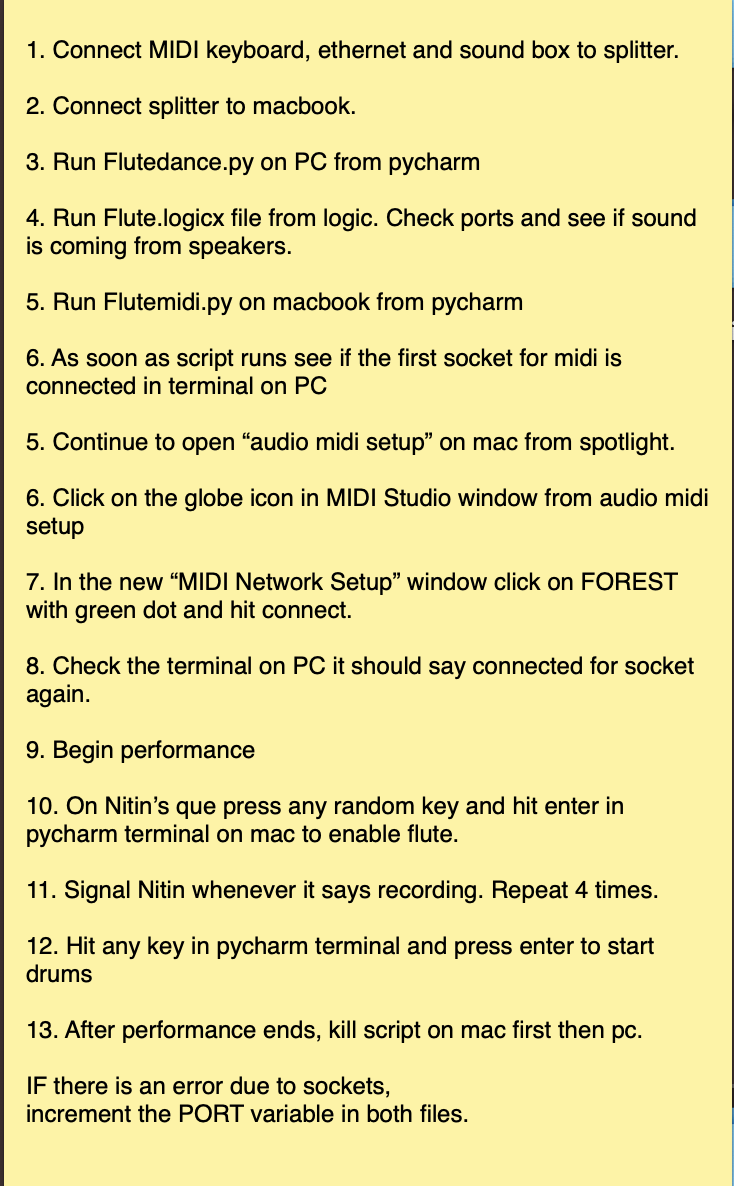 1. Connect MIDI keyboard, ethernet and sound box to splitter.
2. Connect splitter to macbook.
3. Run Flutedance.py on PC from pycharm
4. Run Flute.logicx file from logic. Check ports and see if sound
is coming from speakers.
5. Run Flutemidi.py on macbook from pycharm
6. As soon as script runs see if the first socket for midi is
connected in terminal on PC
5. Continue to open “audio midi setup” on mac from spotlight.
6. Click on the globe icon in MIDI Studio window from audio midi
setup
7. In the new “MIDI Network Setup” window click on FOREST
with green dot and hit connect.
8. Check the terminal on PC it should say connected for socket
again.
9. Begin performance
10. On Nitin’s que press any random key and hit enter in
pycharm terminal on mac to enable flute.
11. Signal Nitin whenever it says recording. Repeat 4 times.
12. Hit any key in pycharm terminal and press enter to start
drums
13. After performance ends, kill script on mac first then pc.
IF there is an error due to sockets,
increment the PORT variable in both files.